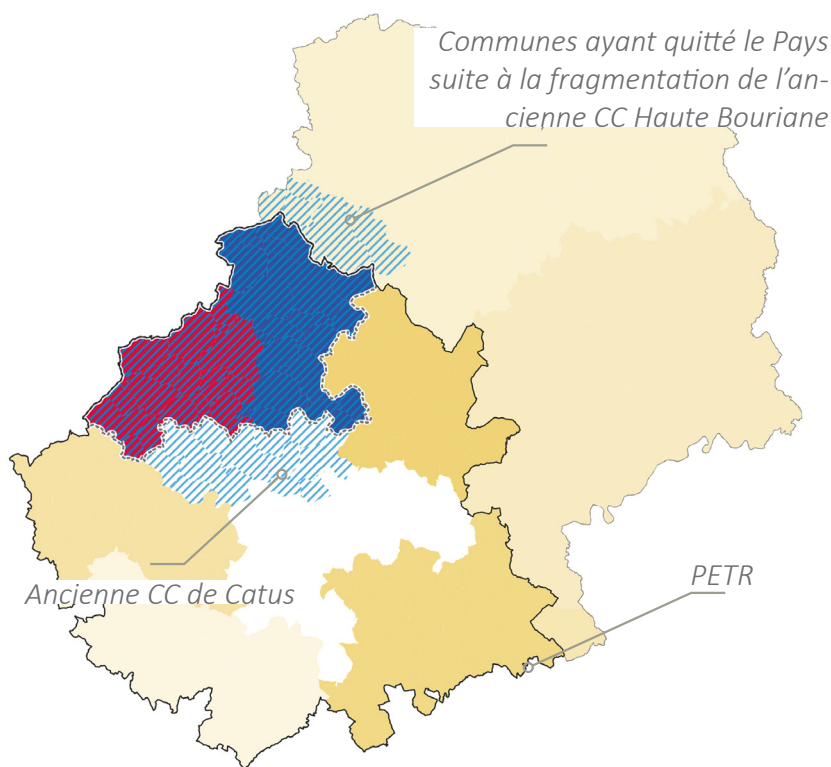 Communes ayant quitté le Pays
suite à la fragmentation de l’an-
cienne CC Haute Bouriane
Ancienne CC de Catus
PETR